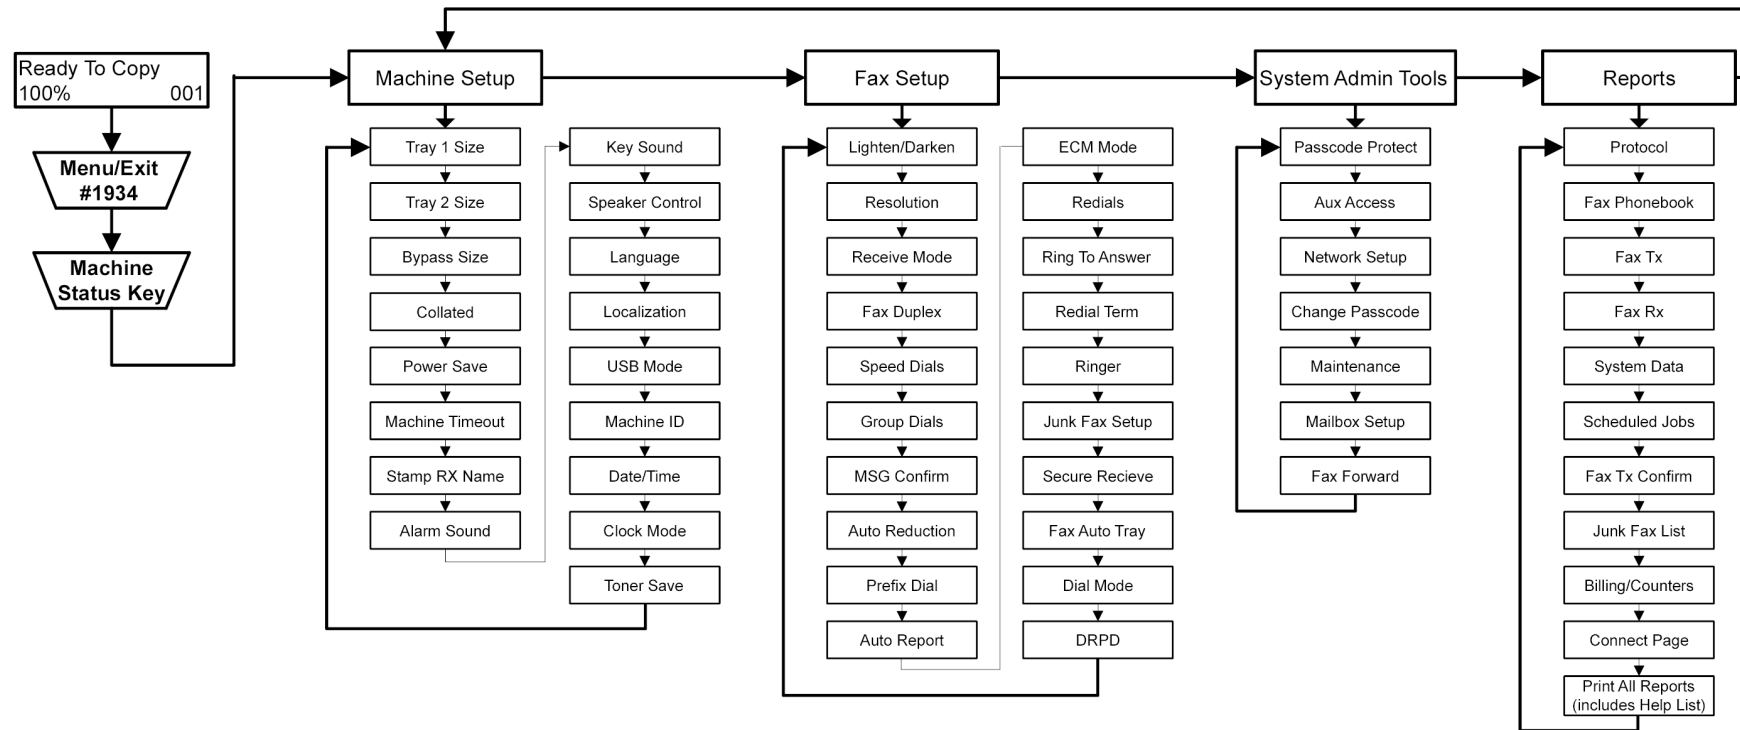 Ready To Copy
100% 001
Menu/Exit
#1934
Machine
Status Key
Machine Setup
Tray 1 Size
Tray 2 Size
Bypass Size
Collated
Power Save
Machine Timeout
Stamp RX Name
Alarm Sound
Key Sound
Speaker Control
Language
Localization
USB Mode
Machine ID
Date/Time
Clock Mode
Toner Save
Fax Setup
Lighten/Darken
Resolution
Receive Mode
Fax Duplex
Speed Dials
Group Dials
MSG Confirm
Auto Reduction
Prefix Dial
Auto Report
ECM Mode
Redials
Ring To Answer
Redial Term
Ringer
Junk Fax Setup
Secure Recieve
Fax Auto Tray
Dial Mode
DRPD
System Admin Tools
Passcode Protect
Aux Access
Network Setup
Change Passcode
Maintenance
Mailbox Setup
Fax Forward
Reports
Protocol
Fax Phonebook
Fax Tx
Fax Rx
System Data
Scheduled Jobs
Fax Tx Confirm
Junk Fax List
Billing/Counters
Connect Page
Print All Reports
(includes Help List)